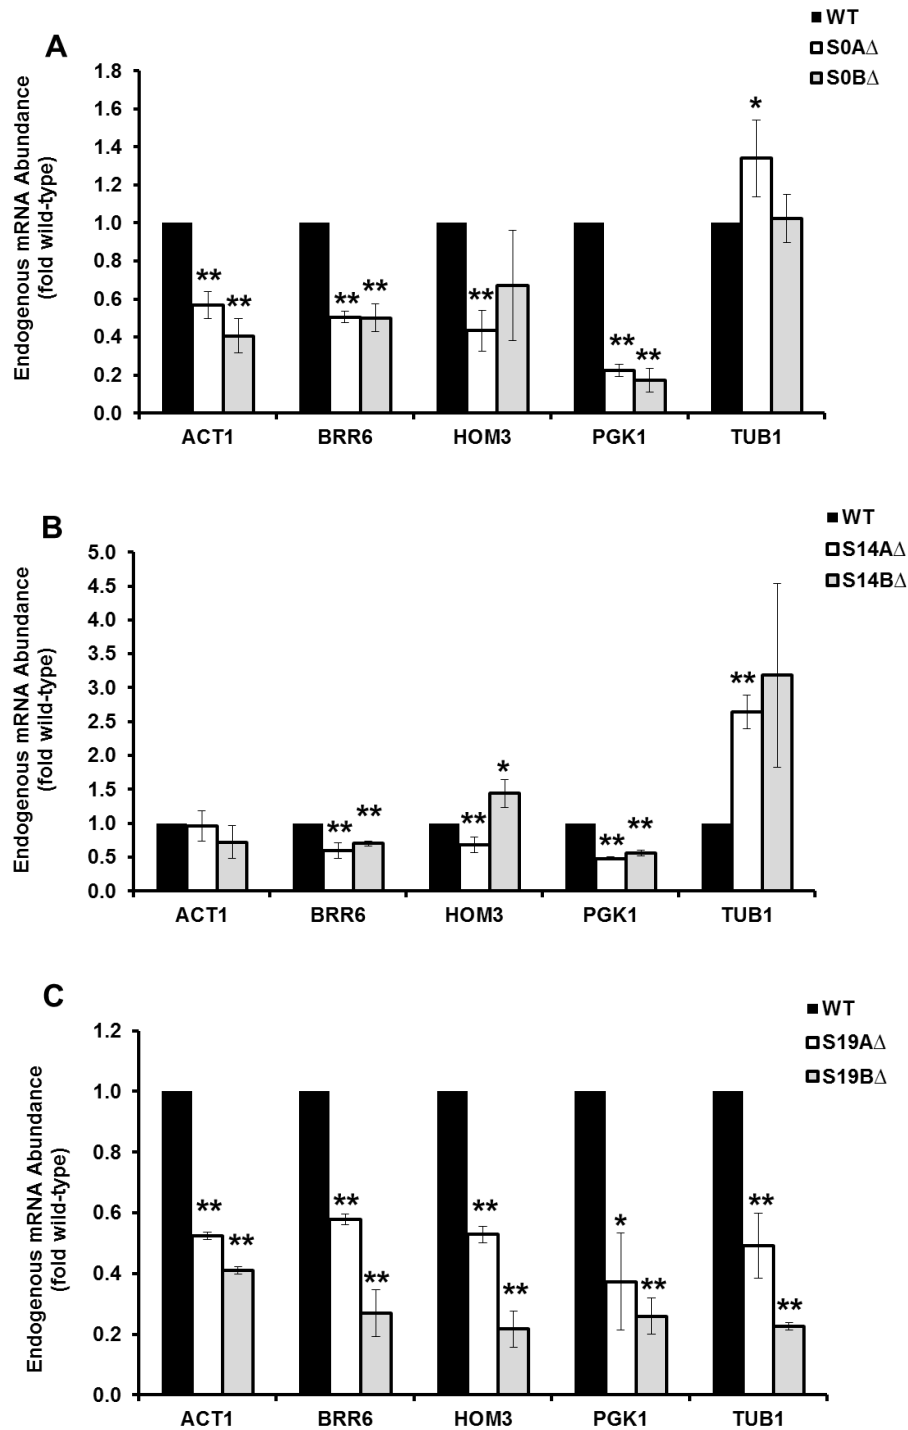 A
WT
S0AΔ
S0BΔ
Endogenous mRNA Abundance
(fold wild-type)
1.8
1.6
1.4
1.2
1.0
0.8
0.6
0.4
0.2
0.0
** ** ** ** ** ** ** *
ACT1 BRR6 HOM3 PGK1 TUB1
B
WT
S14AΔ
S14BΔ
Endogenous mRNA Abundance
(fold wild-type)
5.0
4.5
4.0
3.5
3.0
2.5
2.0
1.5
1.0
0.5
0.0
** ** ** * ** ** **
ACT1 BRR6 HOM3 PGK1 TUB1
C
WT
S19AΔ
S19BΔ
Endogenous mRNA Abundance
(fold wild-type)
1.2
1.0
0.8
0.6
0.4
0.2
0.0
** ** ** ** ** ** * ** ** **
ACT1 BRR6 HOM3 PGK1 TUB1